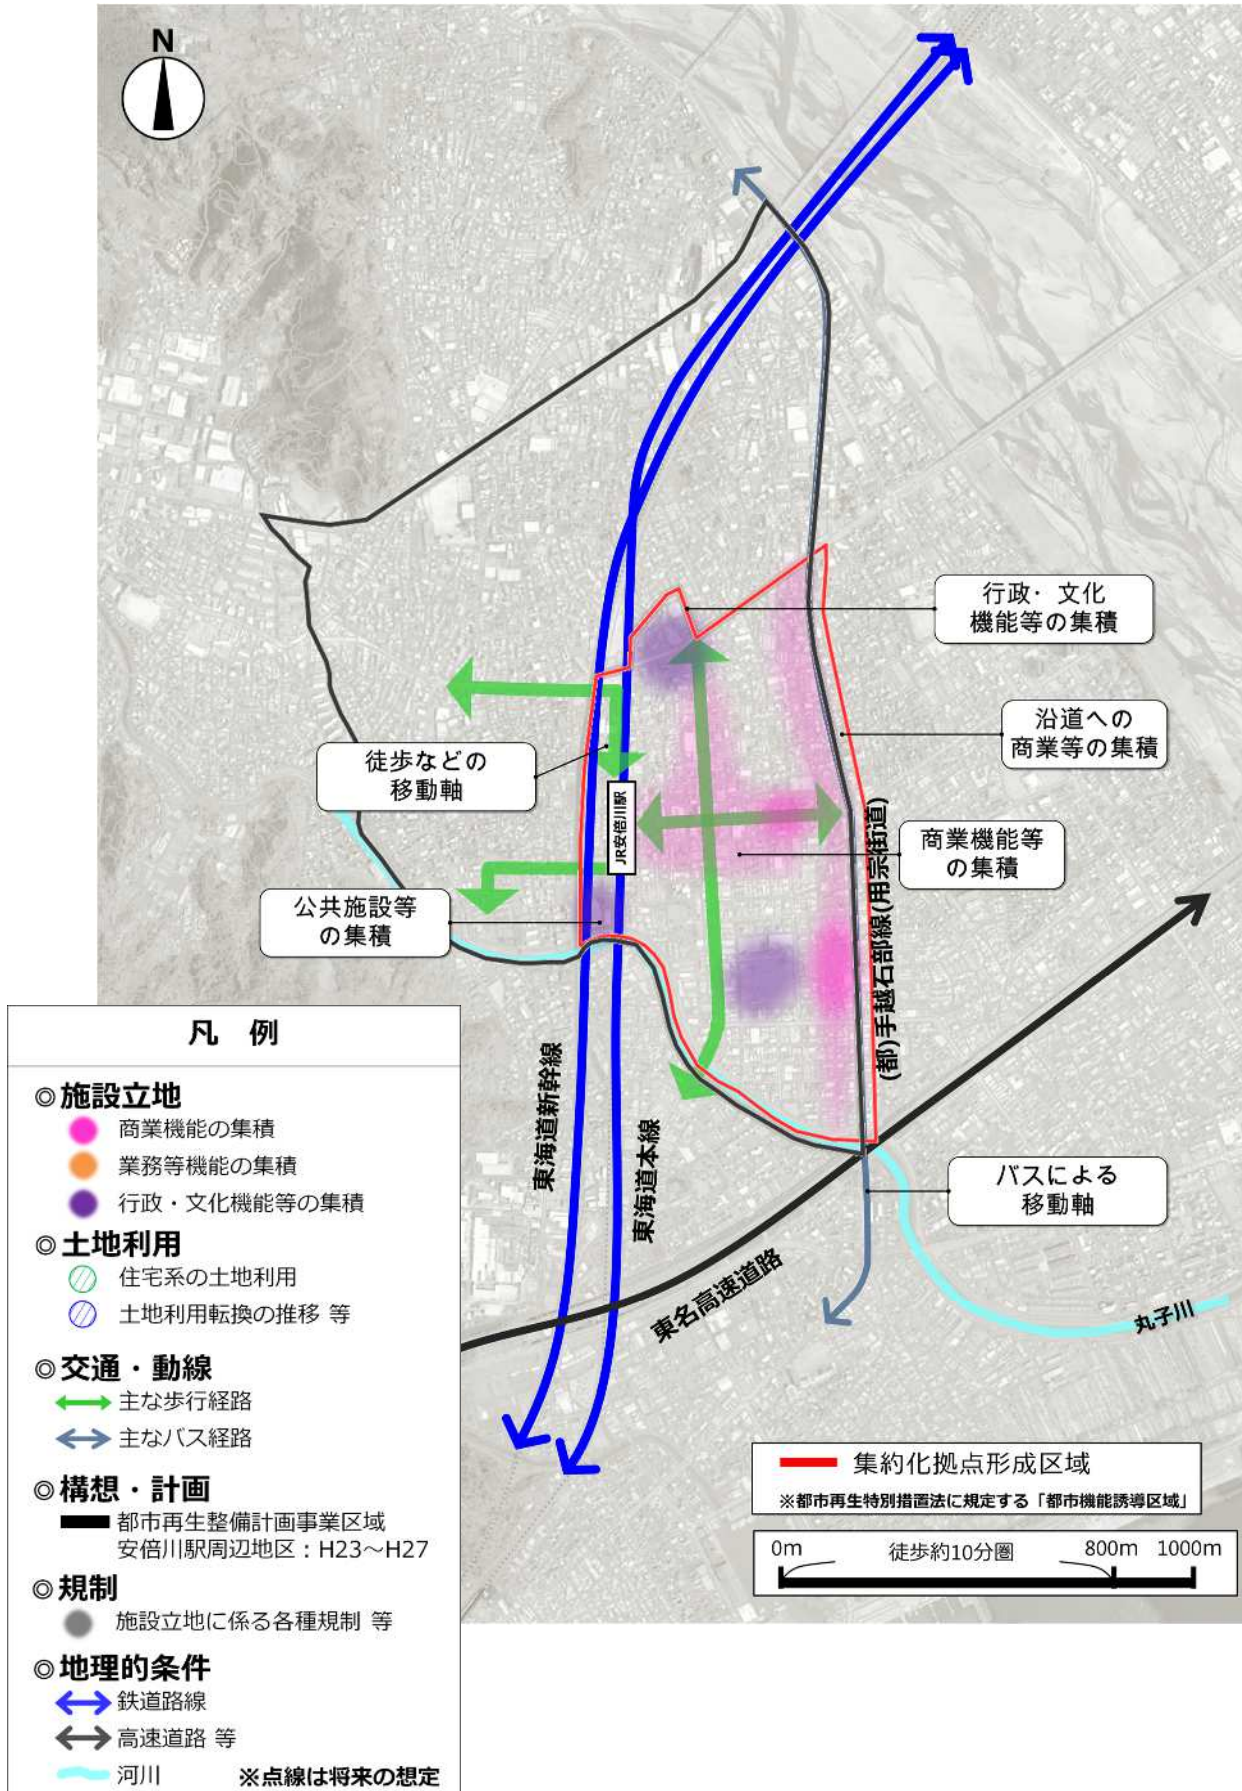 N
行政・文化
機能等の集積
沿道への
商業等の集積
徒歩などの
移動軸
JR安倍川駅
商業機能等
の集積
公共施設等
の集積
(都)手越石部線(用宗街道)
東海道新幹線
東海道本線
バスによる
移動軸
東名高速道路
丸子川
凡 例
◎施設立地
商業機能の集積
業務等機能の集積
行政・文化機能等の集積
◎土地利用
住宅系の土地利用
土地利用転換の推移 等
◎交通・動線
主な歩行経路
主なバス経路
◎構想・計画
都市再生整備計画事業区域
安倍川駅周辺地区：H23～H27
◎規制
施設立地に係る各種規制 等
◎地理的条件
鉄道路線
高速道路 等
河川 ※点線は将来の想定
集約化拠点形成区域
※都市再生特別措置法に規定する「都市機能誘導区域」
0m 徒歩約10分圏 800m 1000m